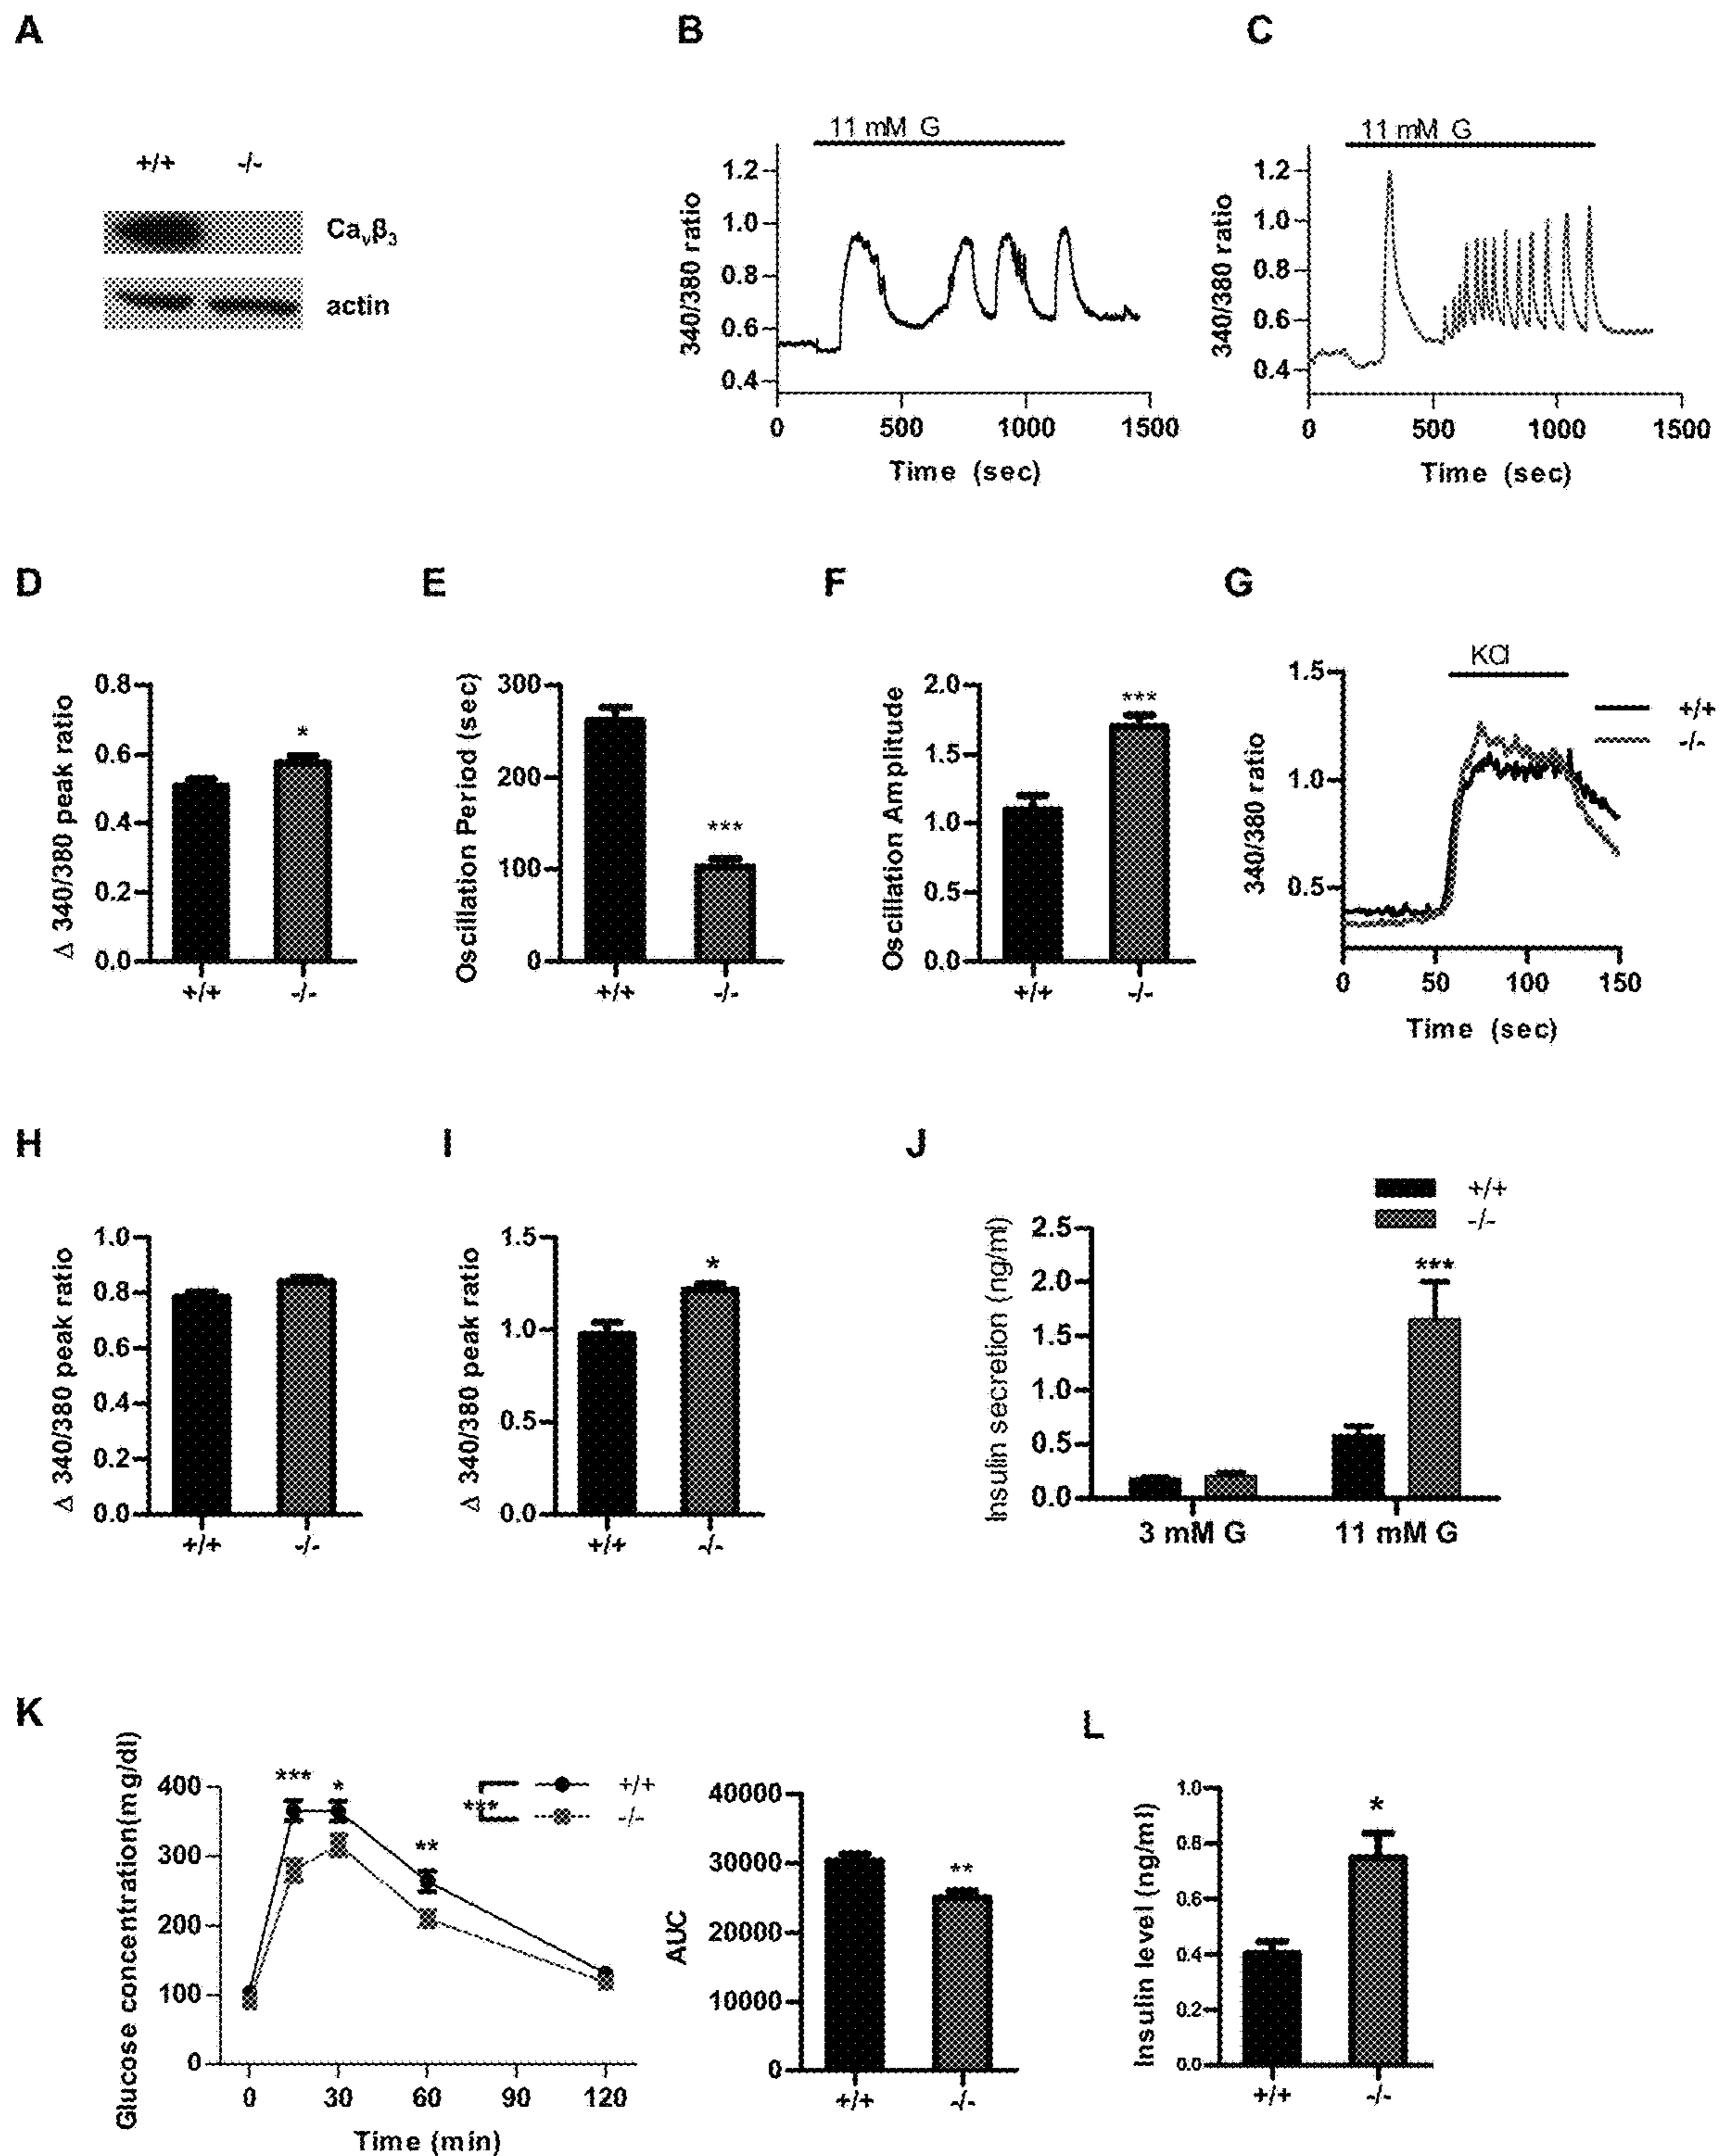 A
+/+ -/-
Cavβ3
actin
B
11 mM G
340/380 ratio
1.2
1.0
0.8
0.6
0.4
0 500 1000 1500
Time (sec)
C
11 mM G
340/380 ratio
1.2
1.0
0.8
0.6
0.4
0 500 1000 1500
Time (sec)
D
Δ 340/380 peak ratio
0.8
0.6
0.4
0.2
0.0
*
+/+ -/-
E
Oscillation Period (sec)
300
200
100
0
***
+/+ -/-
F
Oscillation Amplitude
2.0
1.5
1.0
0.5
0.0
***
+/+ -/-
G
KCl
340/380 ratio
1.5
1.0
0.5
+/+
-/-
0 50 100 150
Time (sec)
H
Δ 340/380 peak ratio
1.0
0.8
0.6
0.4
0.2
0.0
+/+ -/-
I
Δ 340/380 peak ratio
1.5
1.0
0.5
0.0
*
+/+ -/-
J
+/+
-/-
Insulin secretion (ng/ml)
2.5
2.0
1.5
1.0
0.5
0.0
***
3 mM G 11 mM G
K
Glucose concentration(mg/dl)
400
300
200
100
0
*** * **
*** +/+
-/-
0 30 60 90 120
Time (min)
AUC
40000
30000
20000
10000
0
**
+/+ -/-
L
Insulin level (ng/ml)
1.0
0.8
0.6
0.4
0.2
0.0
*
+/+ -/-